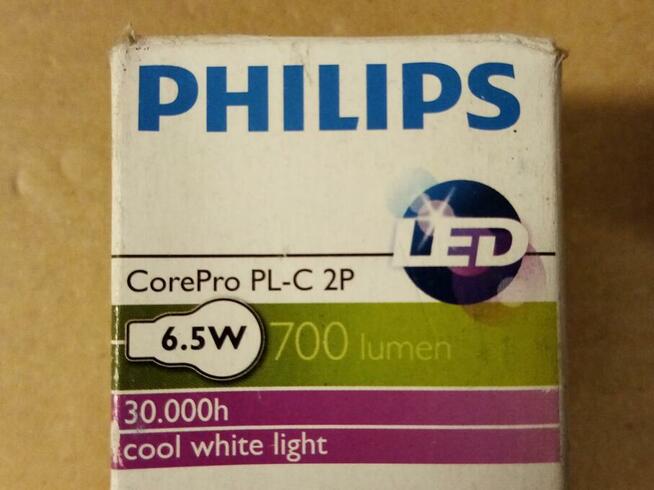 PHILIPS
LED
CorePro PL-C 2P
6.5W 700 lumen
30.000h
cool white light